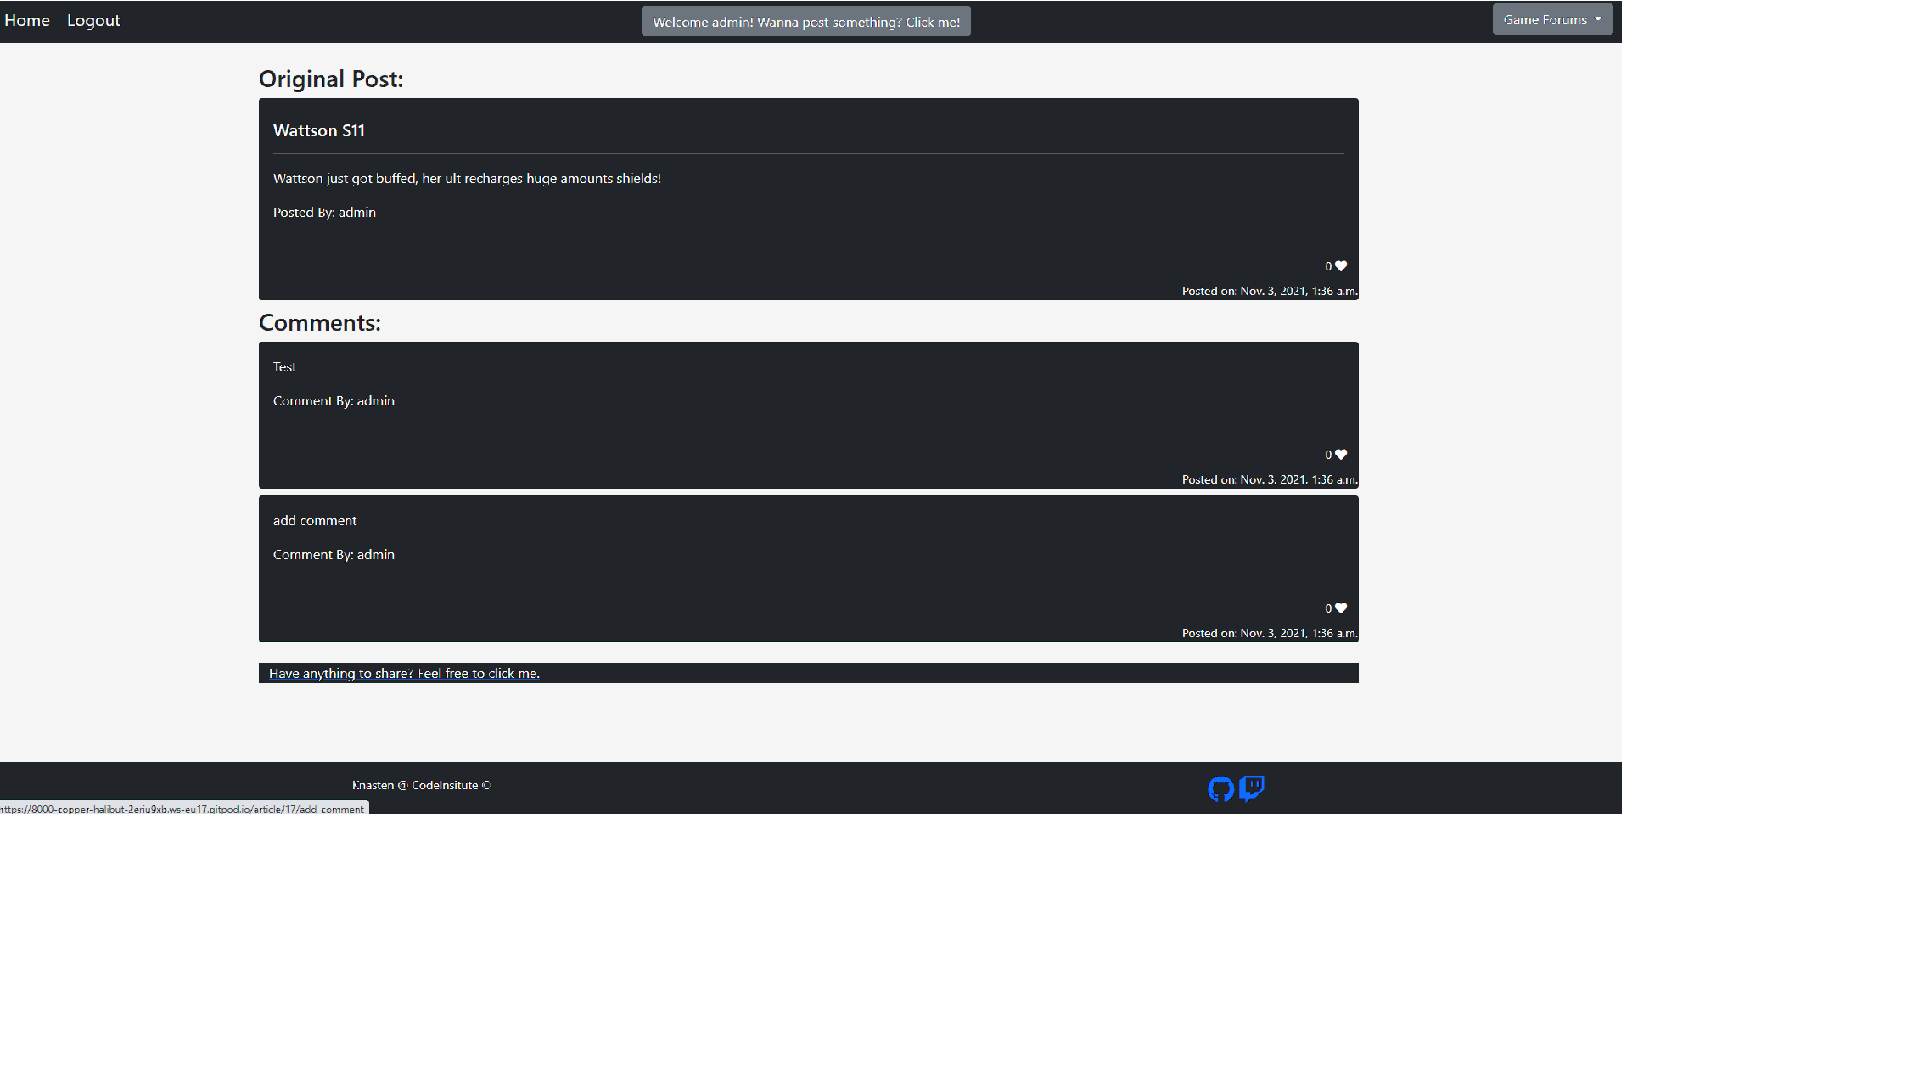 Home Logout Welcome admin! Wanna post something? Click me! Game Forums
Original Post:
Wattson S11
Wattson just got buffed, her ult recharges huge amounts shields!
Posted By: admin
0
Posted on: Nov. 3, 2021, 1:36 a.m.
Comments:
Test
Comment By: admin
0
Posted on: Nov. 3, 2021, 1:36 a.m.
add comment
Comment By: admin
0
Posted on: Nov. 3, 2021, 1:36 a.m.
Have anything to share? Feel free to click me.
Knasten @ CodeInsitute ©
https://8000-copper-halibut-2eriu9xb.ws-eu17.gitpod.io/article/17/add_comment